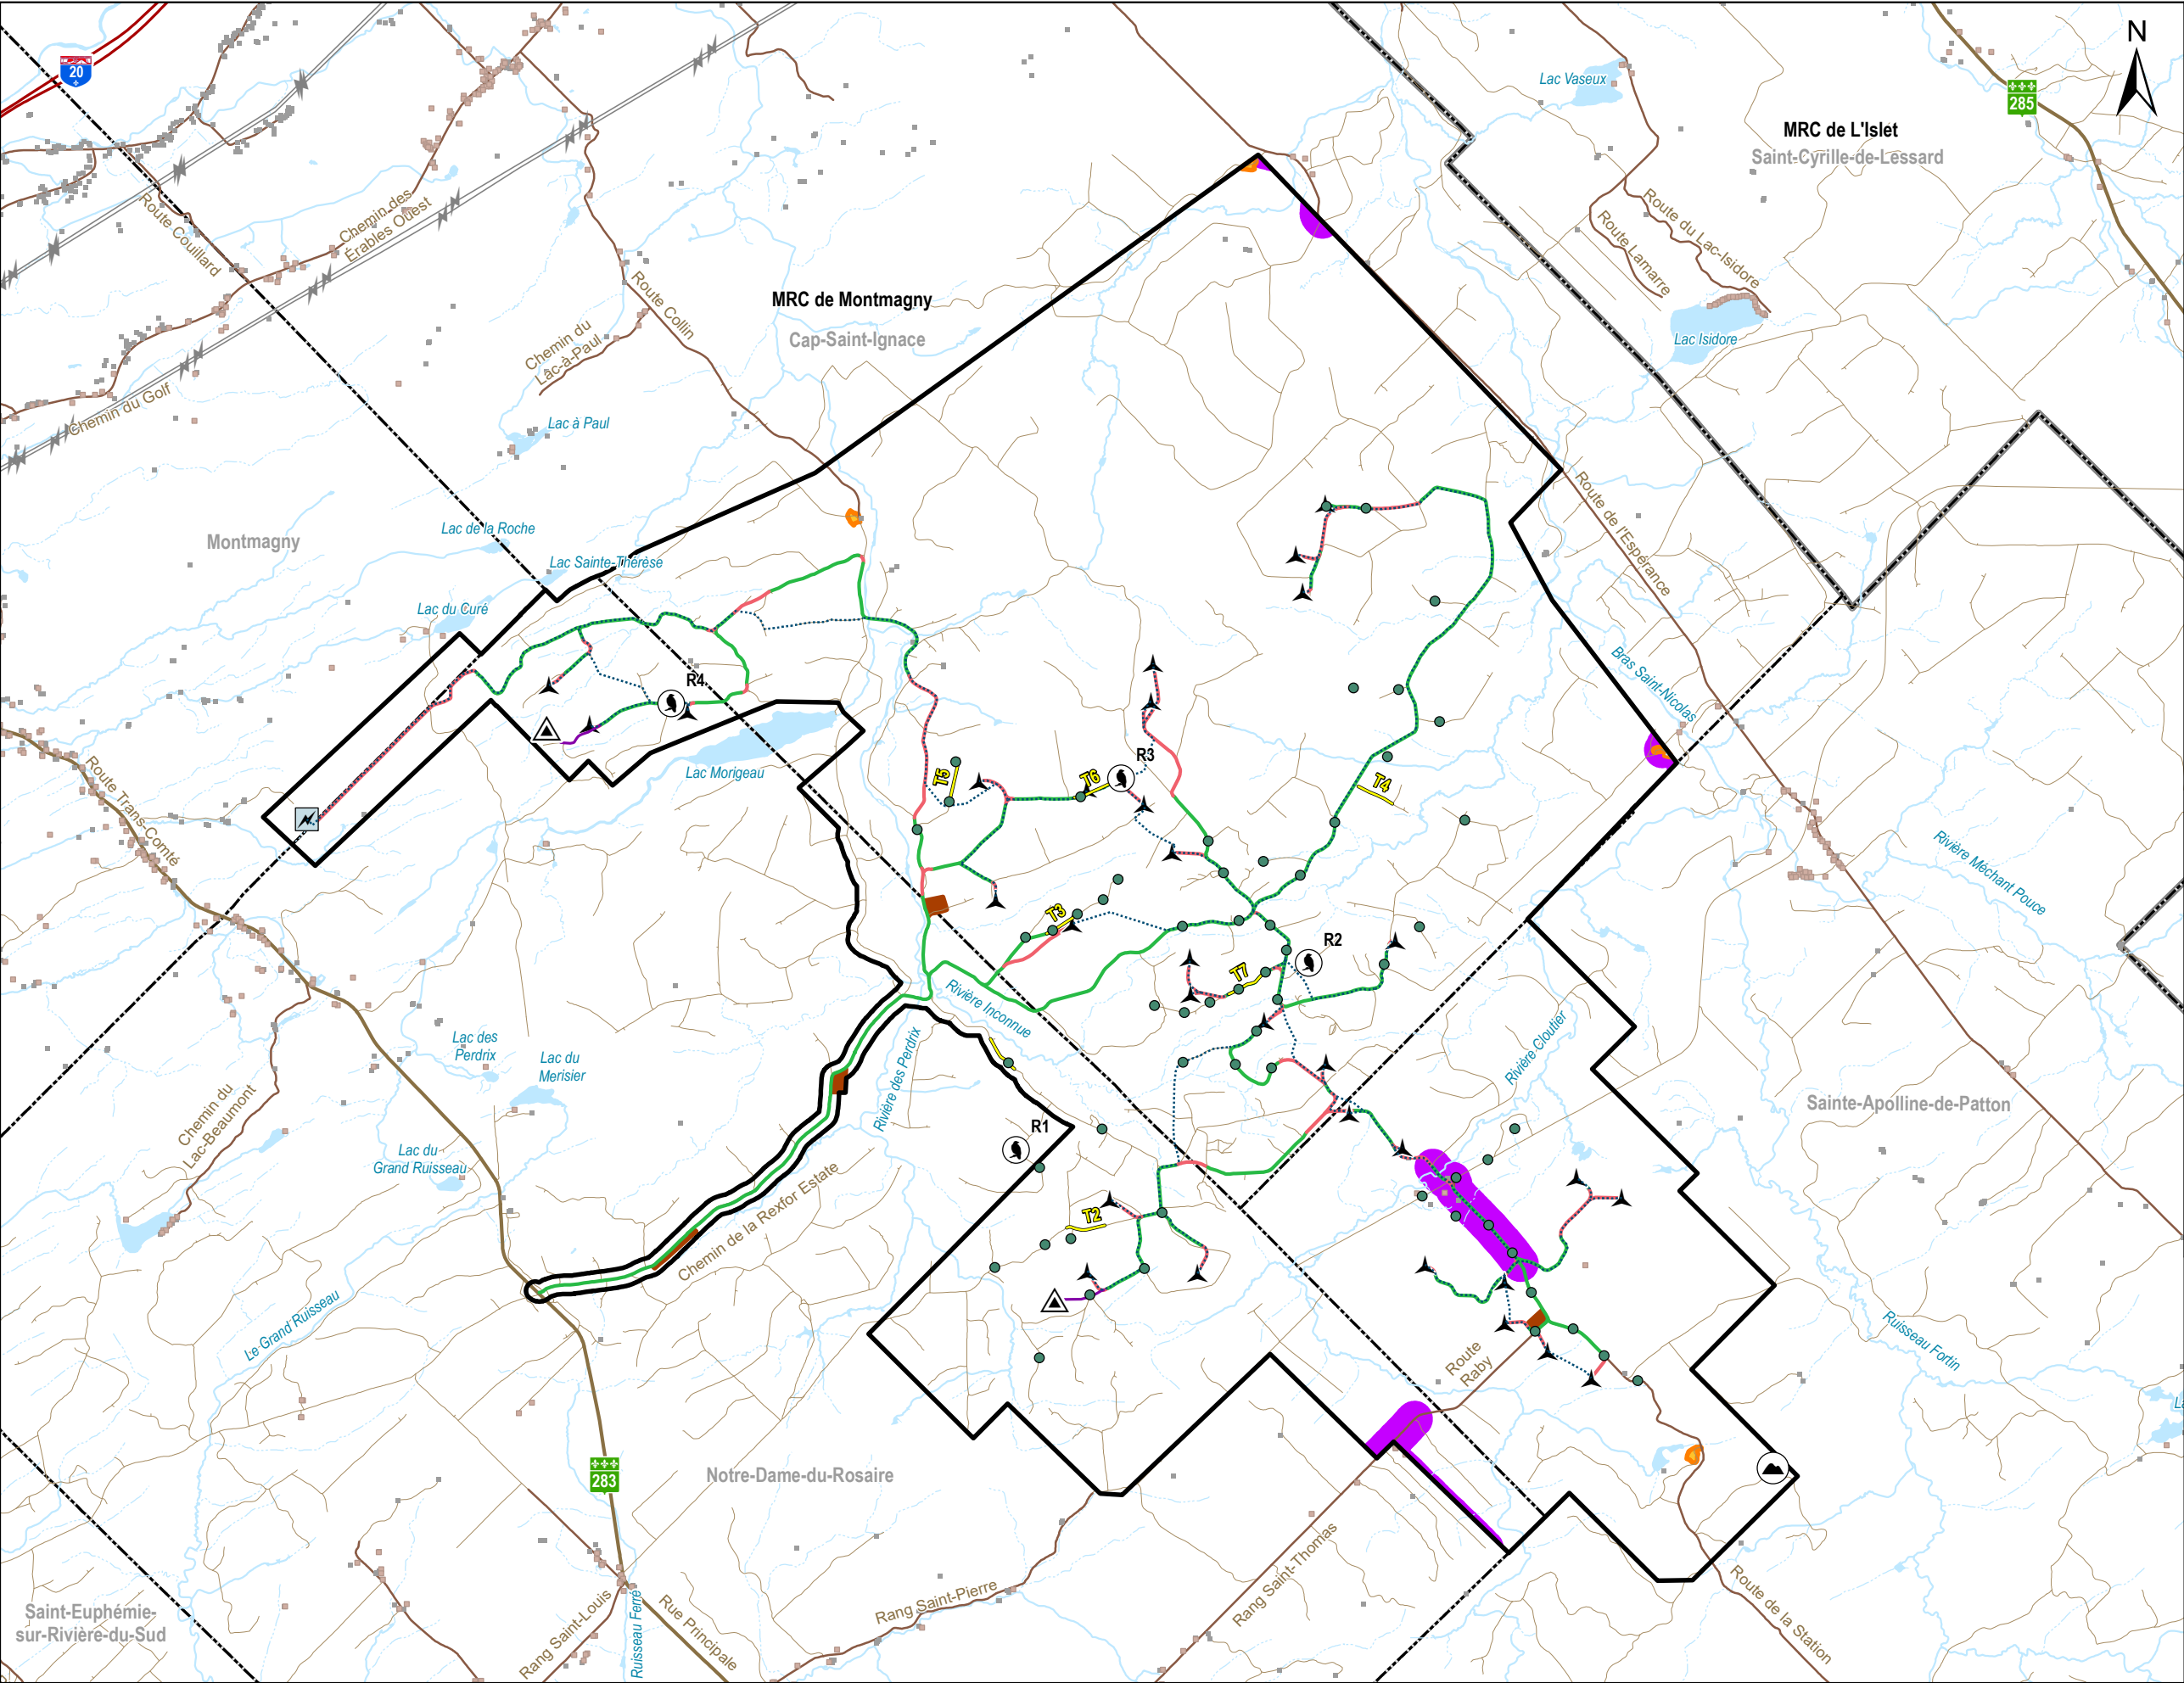 N
20
285
Lac Vaseux
MRC de L'Islet
Saint-Cyrille-de-Lessard
Route Couillard
Chemin des
Érables Ouest
Route du Lac-Isidore
Route Lamarre
Route Collin
MRC de Montmagny
Cap-Saint-Ignace
Chemin du
Lac-à-Paul
Lac Isidore
Chemin du Golf
Lac à Paul
Lac de la Roche
Montmagny
Lac Sainte-Thérèse
Route de l'Espérance
Lac du Curé
Bras Saint-Nicolas
R4
Route Trans-Comté
Lac Morigeau
T5
T6
R3
T4
Rivière Méchant Pouce
T3
R2
T7
Rivière Inconnue
Lac des
Perdrix
Lac du
Merisier
Rivière des Perdrix
Rivière Cloutier
Chemin du
Lac-Beaumont
Sainte-Apolline-de-Patton
R1
Lac du
Grand Ruisseau
Chemin de la Rexfor Estate
T2
Le Grand Ruisseau
Ruisseau Fortin
Route
Raby
La
283
Notre-Dame-du-Rosaire
Saint-Euphémie-
sur-Rivière-du-Sud
Rang Saint-Louis
Ruisseau Ferré
Rue Principale
Rang Saint-Pierre
Rang Saint-Thomas
Route de la Station